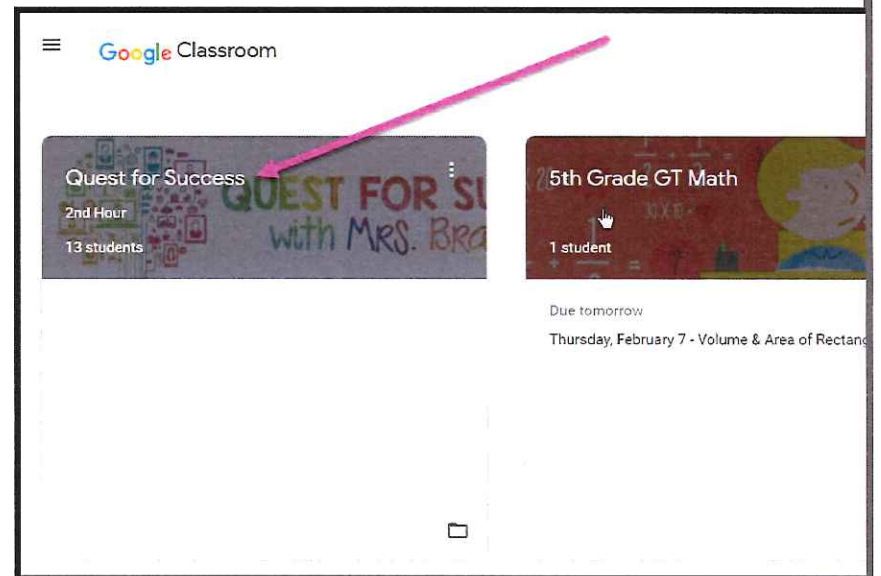 Google Classroom
Quest for Success
2nd Hour
13 students
QUEST FOR SU
with MRS. BRA
5th Grade GT Math
1 student
Due tomorrow
Thursday, February 7 - Volume & Area of Rectang